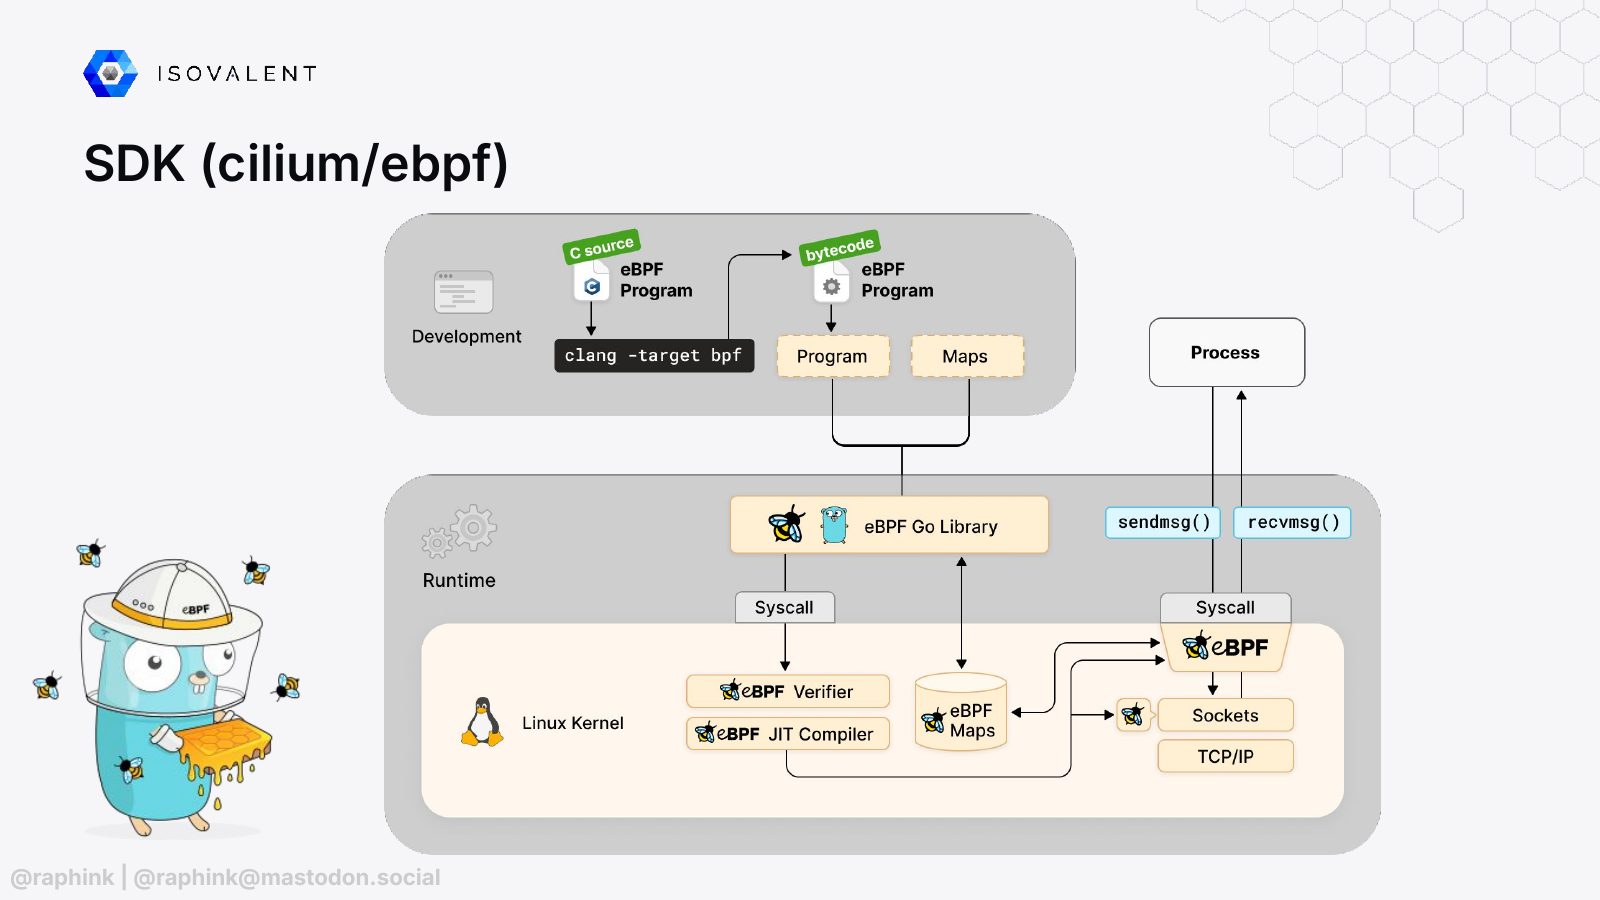 ISOVALENT
SDK (cilium/ebpf)
C source
eBPF
Program
bytecode
eBPF
Program
Development
clang -target bpf
Program
Maps
Process
eBPF Go Library
sendmsg()
recvmsg()
Runtime
Syscall
Syscall
eBPF
eBPF Verifier
eBPF
Maps
Linux Kernel
eBPF JIT Compiler
Sockets
TCP/IP
eBPF
@raphink | @raphink@mastodon.social